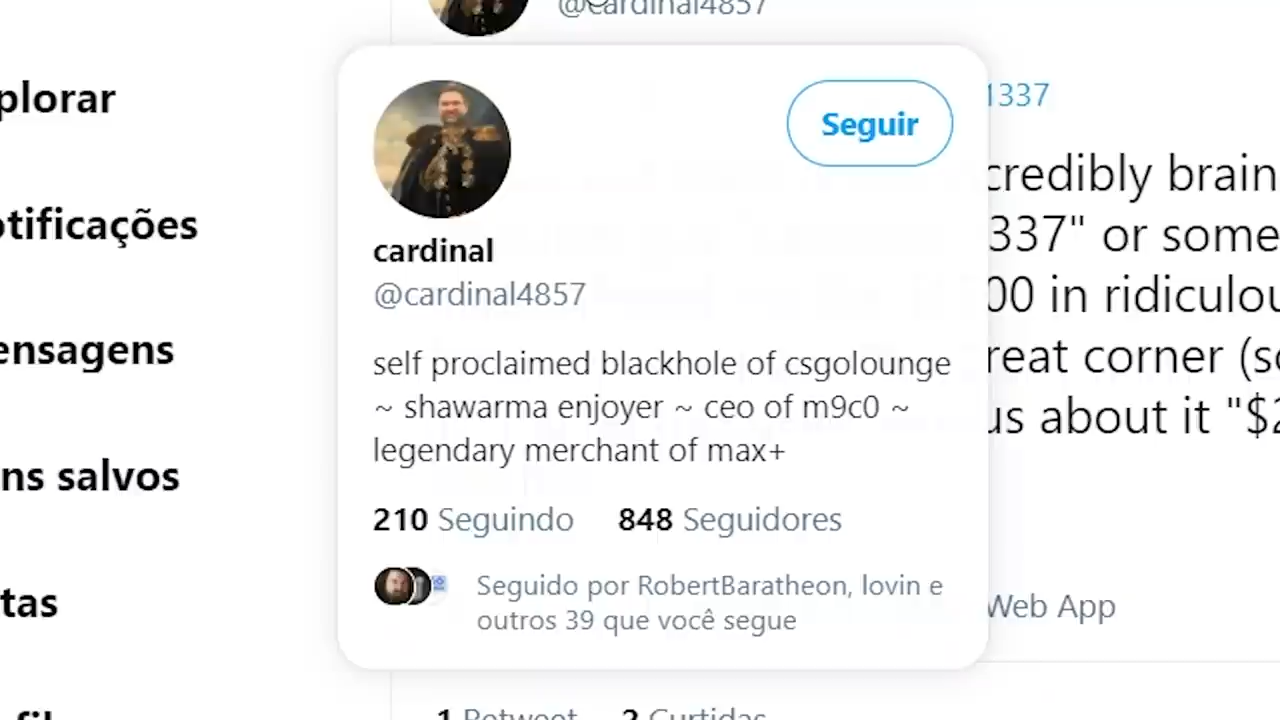 @cardinal4857
plorar
Seguir
1337
credibly brain
otificações
337" or some
cardinal
@cardinal4857
00 in ridiculou
ensagens
self proclaimed blackhole of csgolounge
reat corner (so
~ shawarma enjoyer ~ ceo of m9c0 ~
us about it "$2
legendary merchant of max+
ns salvos
210 Seguindo 848 Seguidores
Seguido por RobertBaratheon, lovin e
outros 39 que você segue
tas
Web App
1 Retweet 2 Curtidas